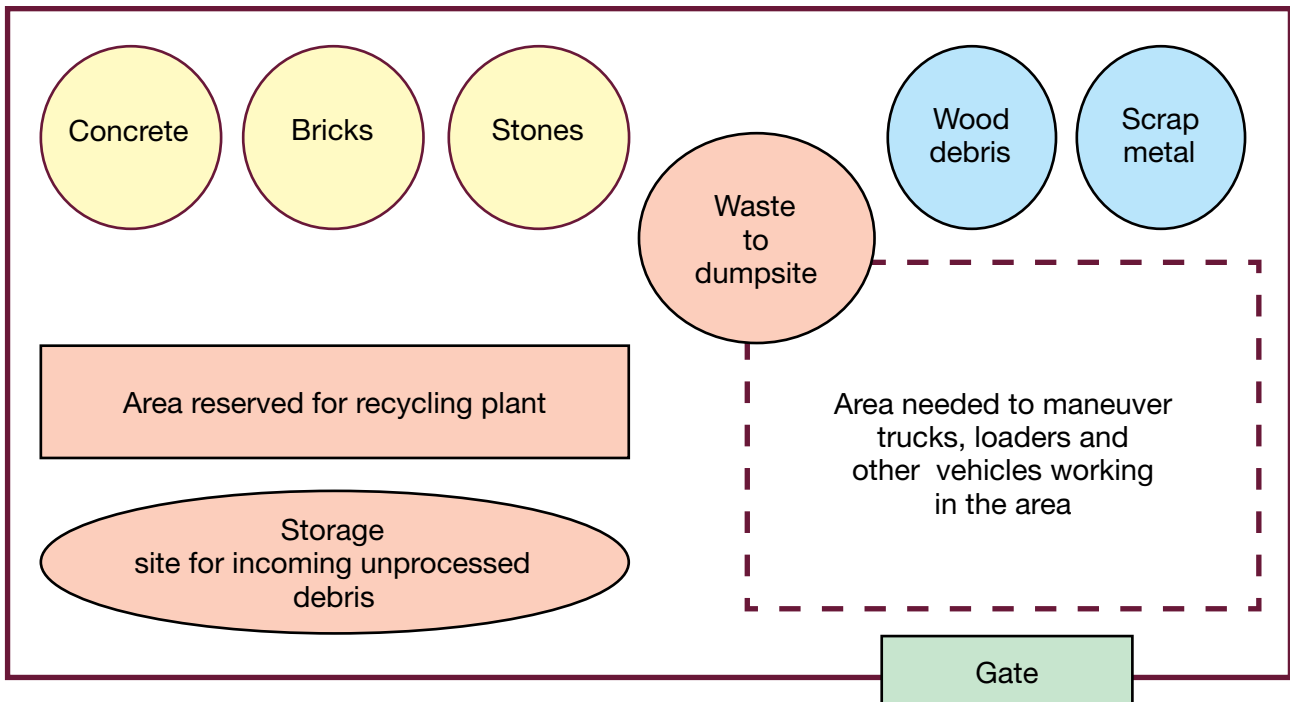 Concrete
Bricks
Stones
Wood
debris
Scrap
metal
Waste
to
dumpsite
Area reserved for recycling plant
Area needed to maneuver
trucks, loaders and
other vehicles working
in the area
Storage
site for incoming unprocessed
debris
Gate